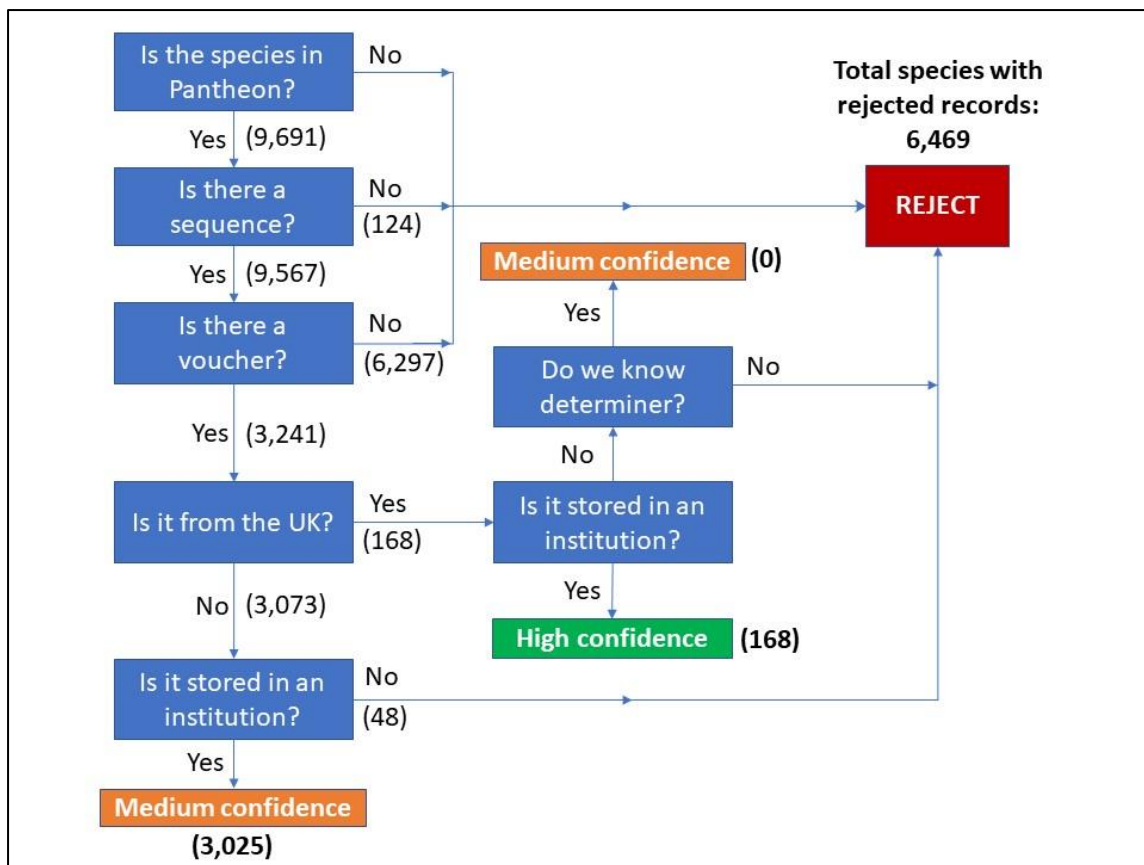 Is the species in
Pantheon?
No
Total species with
rejected records:
6,469
Yes (9,691)
Is there a
sequence?
No
(124)
REJECT
Yes (9,567)
Medium confidence (0)
Is there a
voucher?
No
(6,297)
Yes
Do we know
determiner?
No
Yes (3,241)
No
Is it from the UK?
Yes
(168)
Is it stored in an
institution?
Yes
No (3,073)
High confidence (168)
Is it stored in an
institution?
No
(48)
Yes
Medium confidence
(3,025)